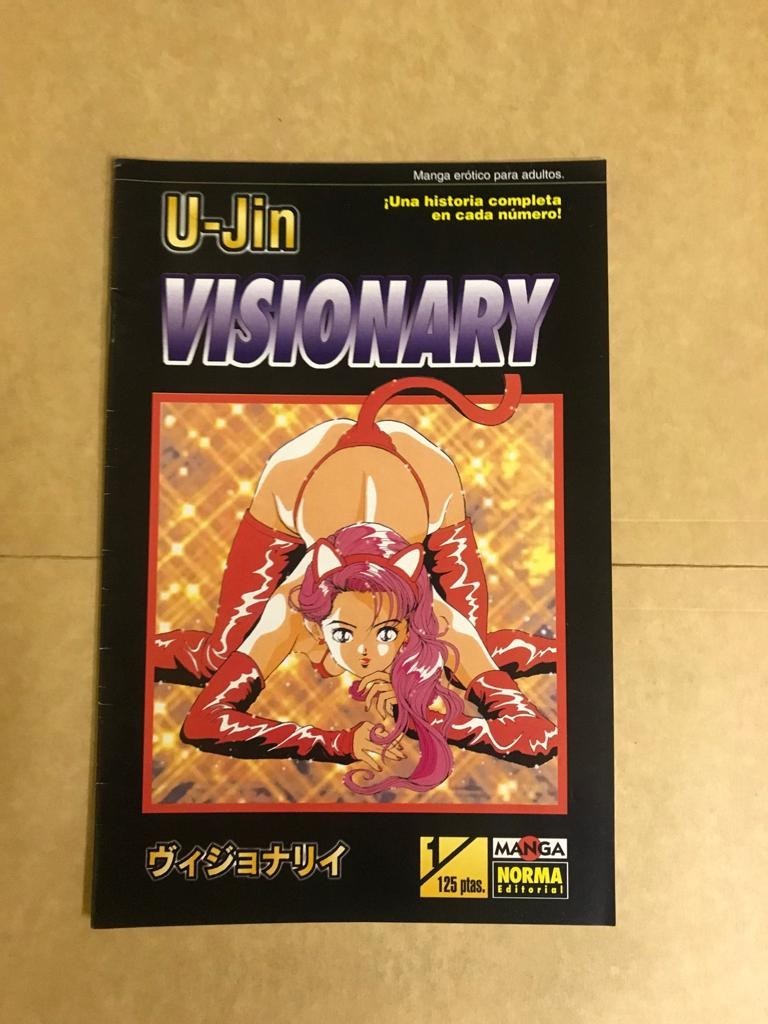 Manga erótico para adultos.
U-Jin
¡Una historia completa
en cada número!
VISIONARY
ヴィジョナリイ
1
125 ptas.
MANGA
NORMA
Editorial